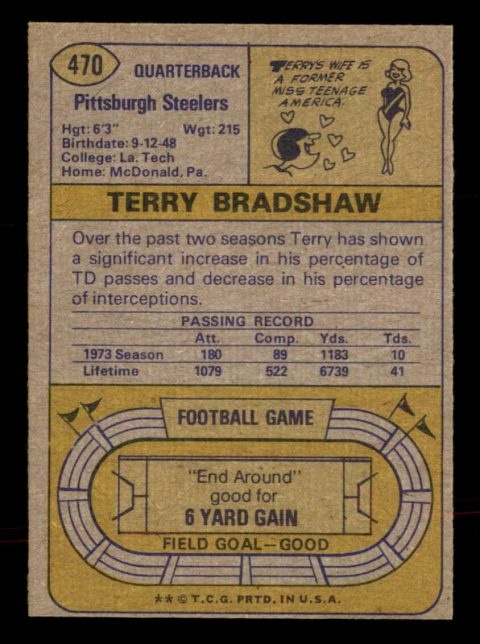 470
QUARTERBACK
Pittsburgh Steelers
Hgt: 6'3" Wgt: 215
Birthdate: 9-12-48
College: La. Tech
Home: McDonald, Pa.
TERRY'S WIFE IS
A FORMER
MISS TEENAGE
AMERICA.
TERRY BRADSHAW
Over the past two seasons Terry has shown
a significant increase in his percentage of
TD passes and decrease in his percentage
of interceptions.
PASSING RECORD
Att. Comp. Yds. Tds.
1973 Season 180 89 1183 10
Lifetime 1079 522 6739 41
FOOTBALL GAME
"End Around"
good for
6 YARD GAIN
FIELD GOAL—GOOD
** © T.C.G. PRTD. IN U.S.A.